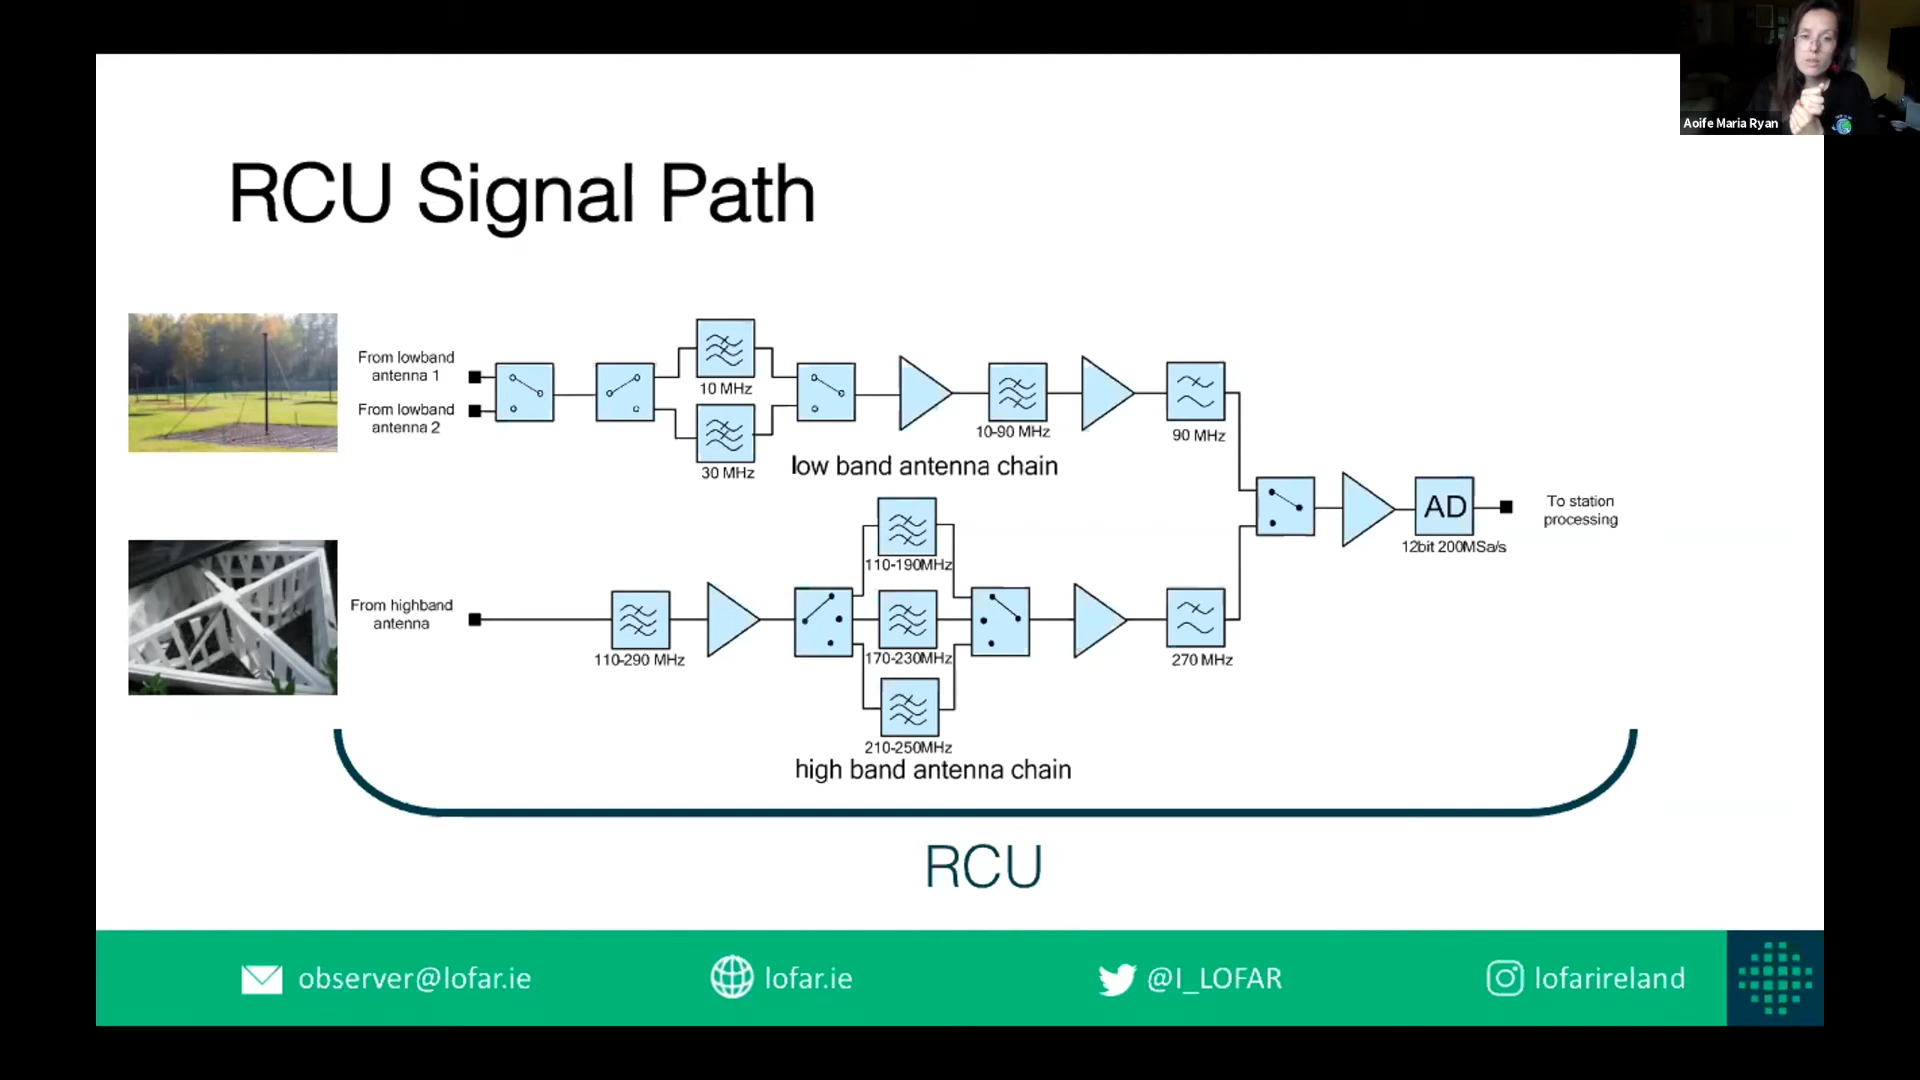 Aoife Maria Ryan
RCU Signal Path
From lowband
antenna 1
From lowband
antenna 2
10 MHz
30 MHz
10-90 MHz
90 MHz
low band antenna chain
AD
12bit 200MSa/s
To station
processing
From highband
antenna
110-290 MHz
110-190MHz
170-230MHz
210-250MHz
270 MHz
high band antenna chain
RCU
observer@lofar.ie
lofar.ie
@I_LOFAR
lofarireland